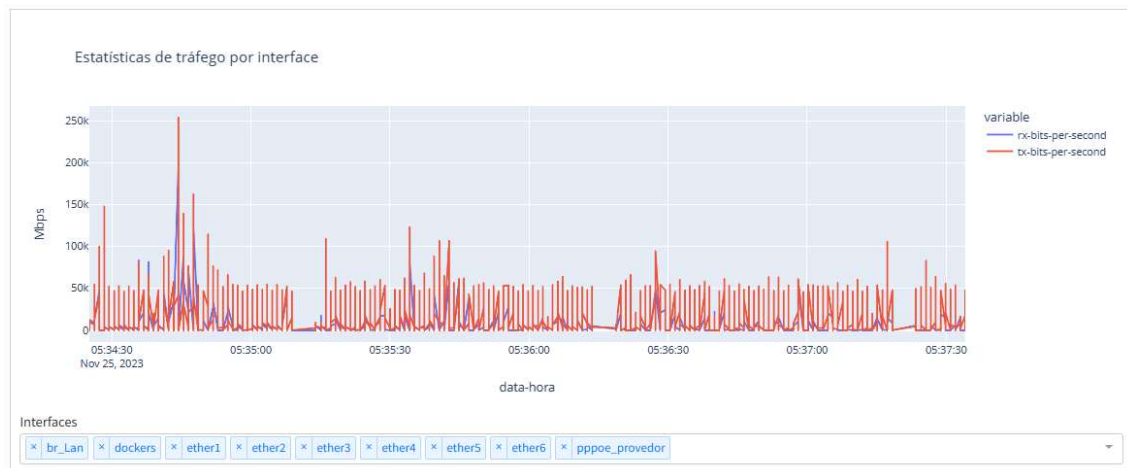 Estatísticas de tráfego por interface
250k
200k
150k
100k
50k
0
Mbps
05:34:30 05:35:00 05:35:30 05:36:00 05:36:30 05:37:00 05:37:30
Nov 25, 2023
data-hora
variable
rx-bits-per-second
tx-bits-per-second
Interfaces
× br_Lan × dockers × ether1 × ether2 × ether3 × ether4 × ether5 × ether6 × pppoe_provedor